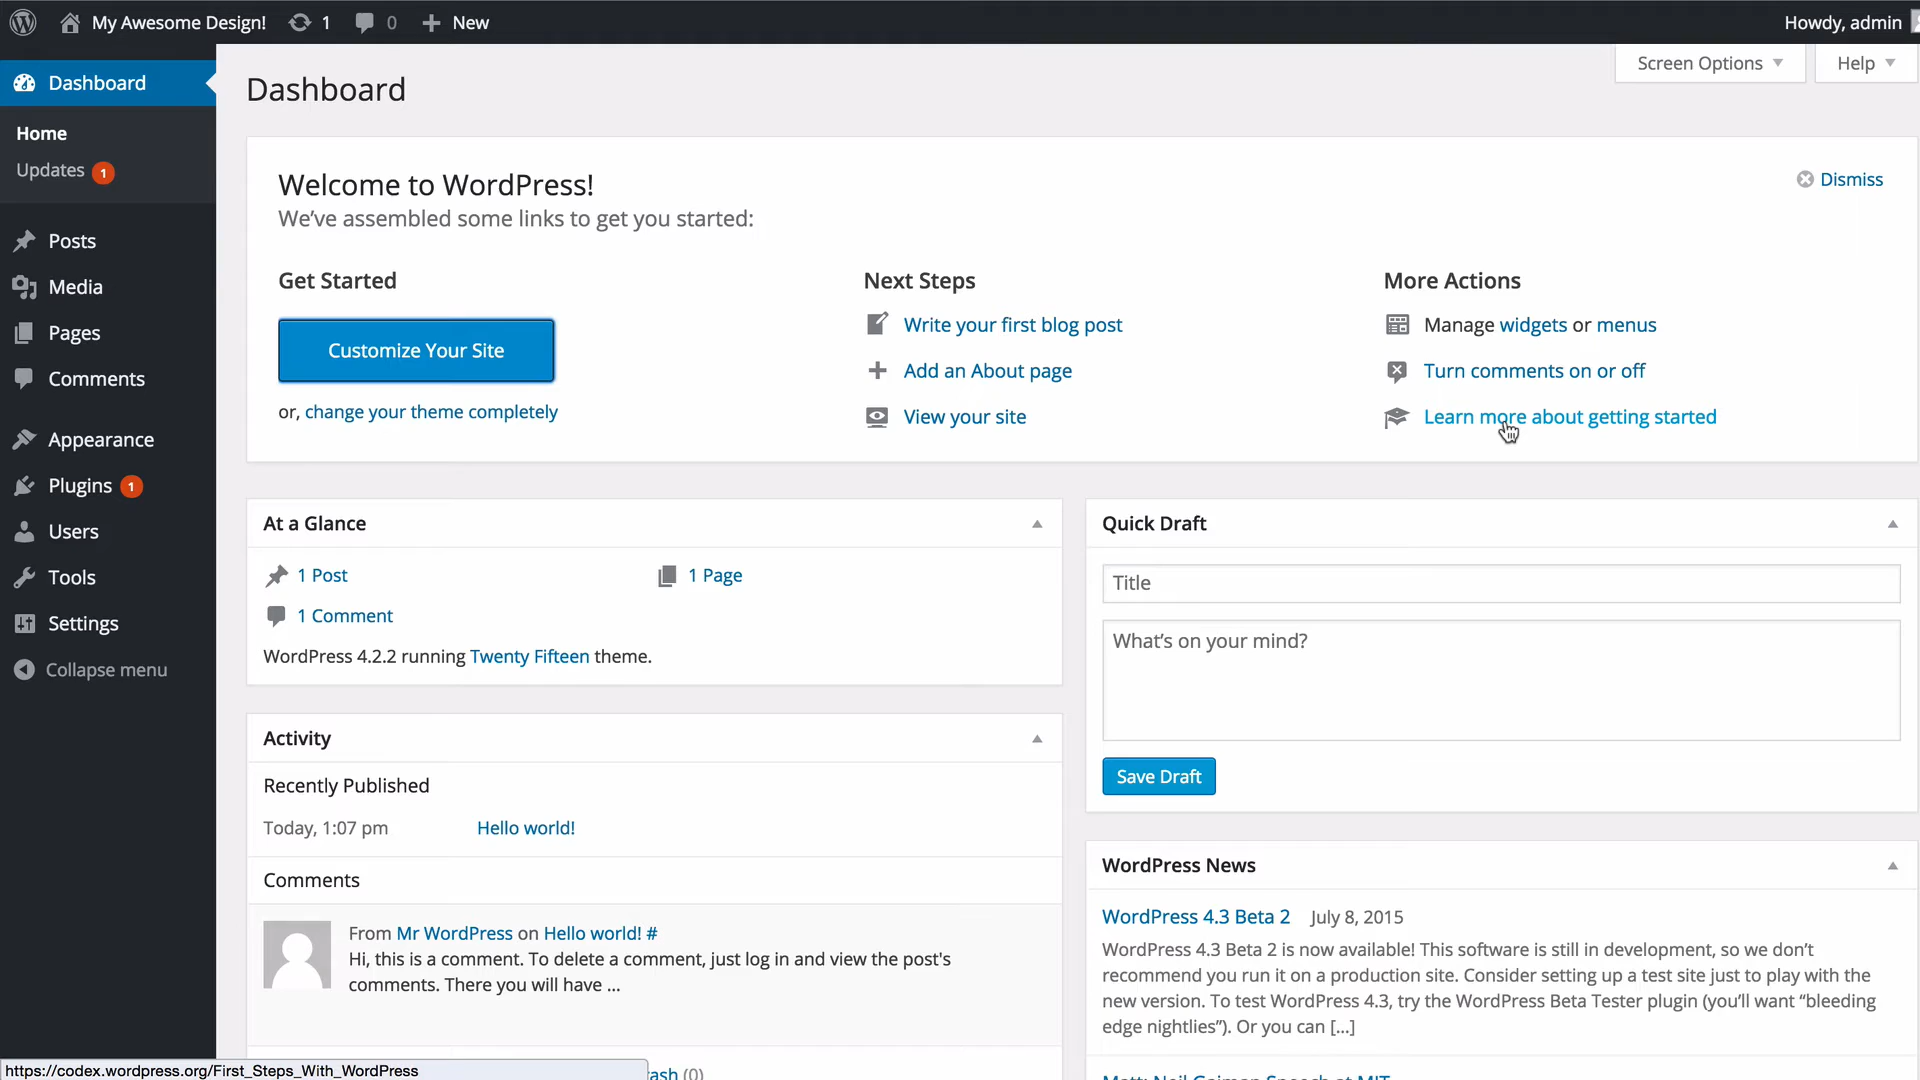 My Awesome Design! 1 0 New
Howdy, admin
Dashboard
Home
Updates 1
Posts
Media
Pages
Comments
Appearance
Plugins 1
Users
Tools
Settings
Collapse menu
Screen Options Help
Dashboard
Welcome to WordPress!
Dismiss
We’ve assembled some links to get you started:
Get Started
Customize Your Site
or, change your theme completely
Next Steps
Write your first blog post
Add an About page
View your site
More Actions
Manage widgets or menus
Turn comments on or off
Learn more about getting started
At a Glance
1 Post 1 Page
1 Comment
WordPress 4.2.2 running Twenty Fifteen theme.
Activity
Recently Published
Today, 1:07 pm Hello world!
Comments
From Mr WordPress on Hello world! #
Hi, this is a comment. To delete a comment, just log in and view the post's
comments. There you will have ...
ash (0)
Quick Draft
Title
What’s on your mind?
Save Draft
WordPress News
WordPress 4.3 Beta 2 July 8, 2015
WordPress 4.3 Beta 2 is now available! This software is still in development, so we don’t
recommend you run it on a production site. Consider setting up a test site just to play with the
new version. To test WordPress 4.3, try the WordPress Beta Tester plugin (you’ll want “bleeding
edge nightlies”). Or you can [...]
Matt: Neil Gaiman Speech at MIT
https://codex.wordpress.org/First_Steps_With_WordPress